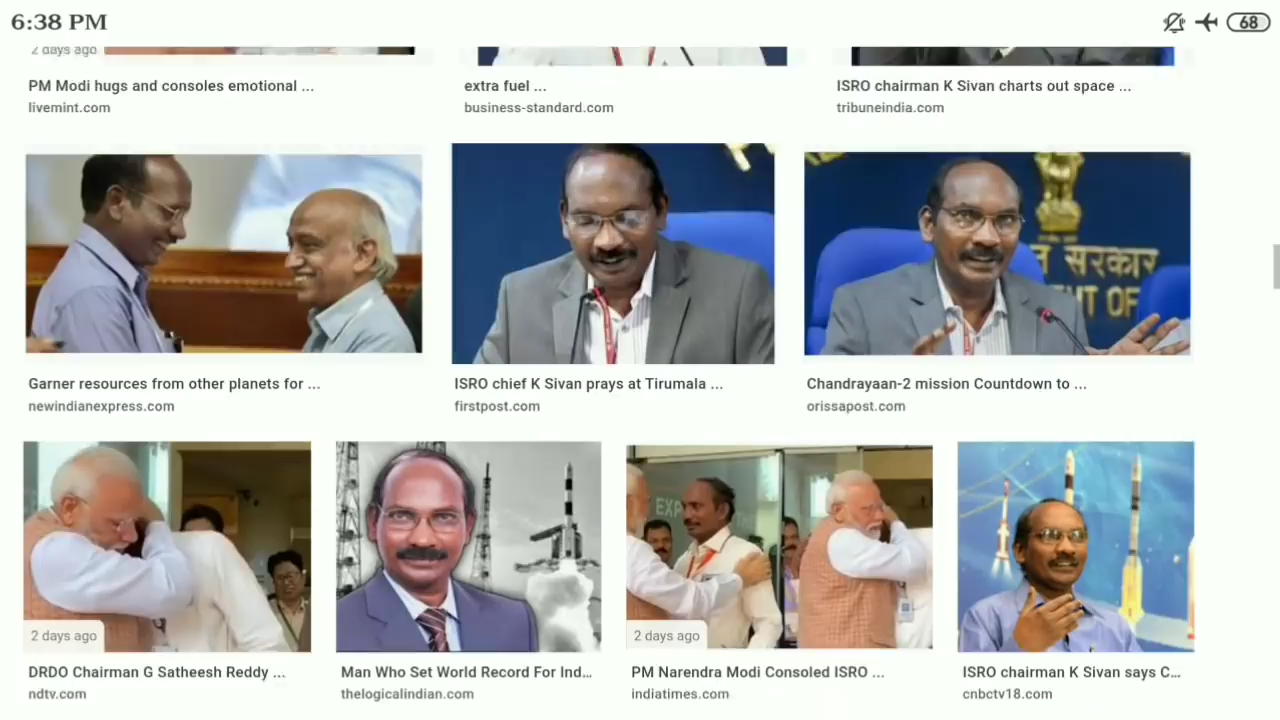 6:38 PM
68
2 days ago
PM Modi hugs and consoles emotional ...
livemint.com
extra fuel ...
business-standard.com
ISRO chairman K Sivan charts out space ...
tribuneindia.com
सरकार
NT OF
Garner resources from other planets for ...
newindianexpress.com
ISRO chief K Sivan prays at Tirumala ...
firstpost.com
Chandrayaan-2 mission Countdown to ...
orissapost.com
EXP
2 days ago
2 days ago
DRDO Chairman G Satheesh Reddy ...
ndtv.com
Man Who Set World Record For Ind...
thelogicalindian.com
PM Narendra Modi Consoled ISRO ...
indiatimes.com
ISRO chairman K Sivan says C...
cnbctv18.com